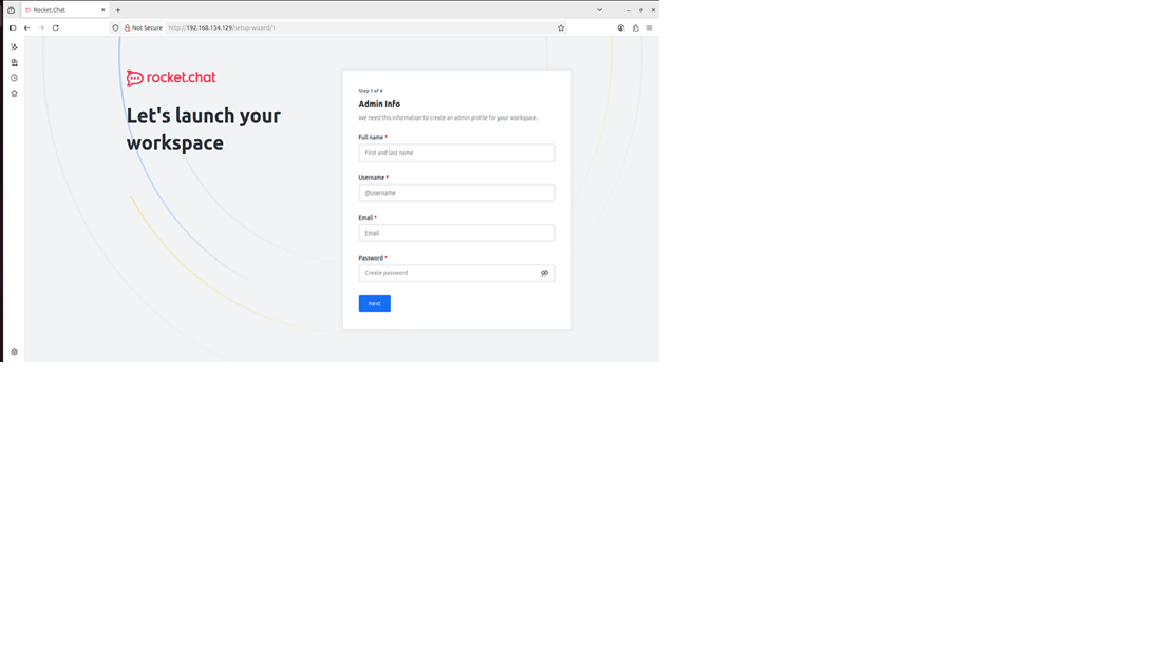 Rocket.Chat
Not Secure http://192.168.154.129/setup-wizard/1
rocket.chat
Let's launch your
workspace
Step 1 of 4
Admin Info
We need this information to create an admin profile for your workspace.
Full name *
First and last name
Username *
@username
Email *
Email
Password *
Create password
Next